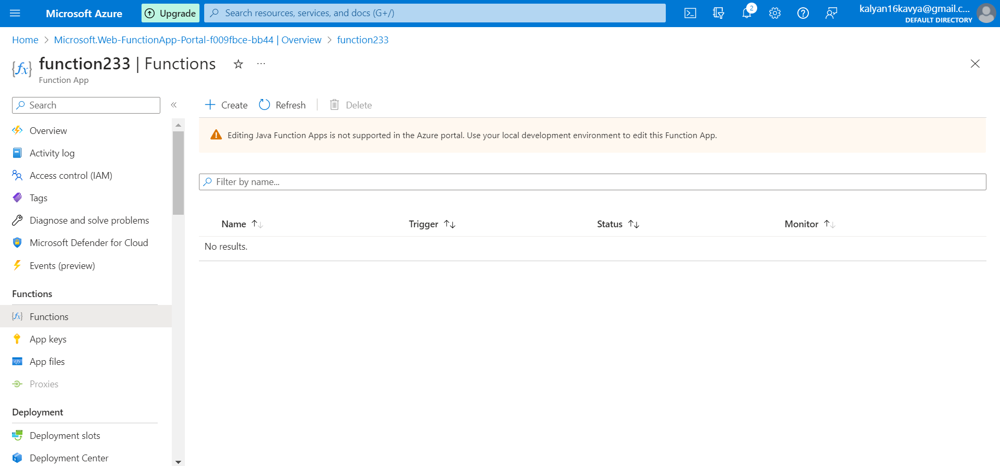 Microsoft Azure
Upgrade
Search resources, services, and docs (G+/)
2
kalyan16kavya@gmail.c...
DEFAULT DIRECTORY
Home > Microsoft.Web-FunctionApp-Portal-f009fbce-bb44 | Overview > function233
{fx}
function233 | Functions
...
Function App
Search
«
Create
Refresh
Delete
Editing Java Function Apps is not supported in the Azure portal. Use your local development environment to edit this Function App.
Filter by name...
Name
Trigger
Status
Monitor
No results.
Overview
Activity log
Access control (IAM)
Tags
Diagnose and solve problems
Microsoft Defender for Cloud
Events (preview)
Functions
{fx} Functions
App keys
App files
Proxies
Deployment
Deployment slots
Deployment Center